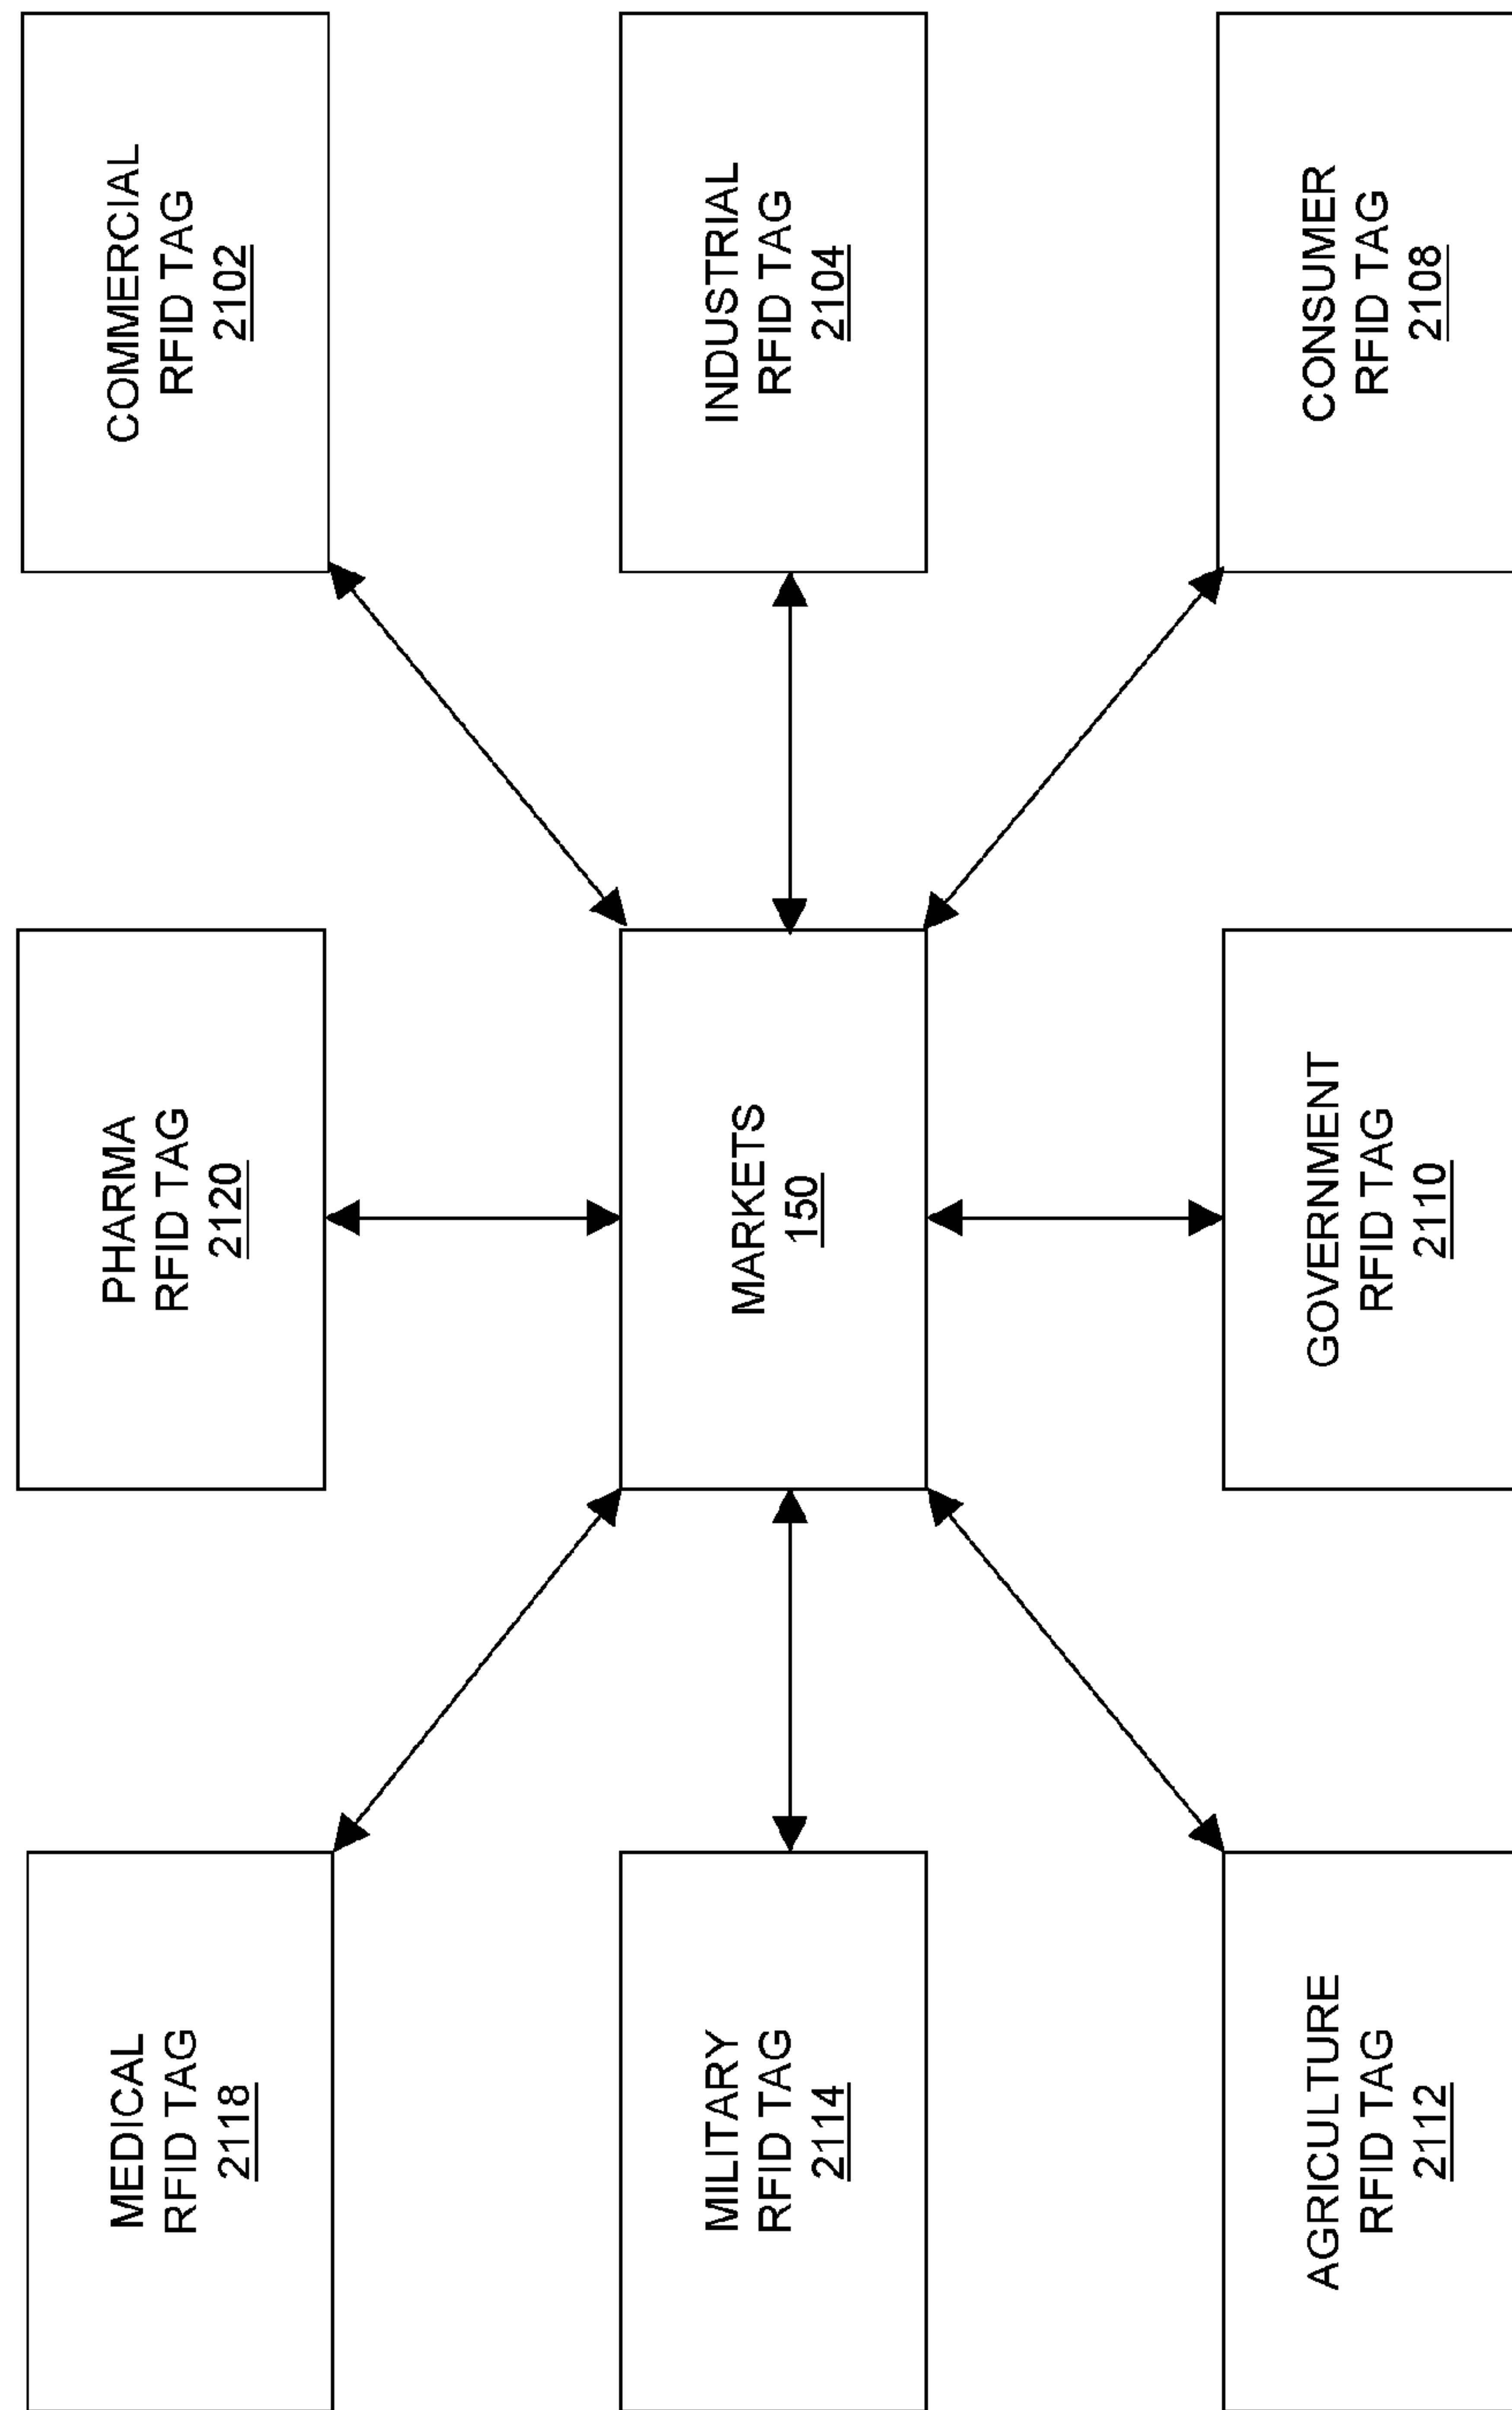 MEDICAL
RFID TAG
2118
PHARMA
RFID TAG
2120
COMMERCIAL
RFID TAG
2102
MILITARY
RFID TAG
2114
MARKETS
150
INDUSTRIAL
RFID TAG
2104
AGRICULTURE
RFID TAG
2112
GOVERNMENT
RFID TAG
2110
CONSUMER
RFID TAG
2108